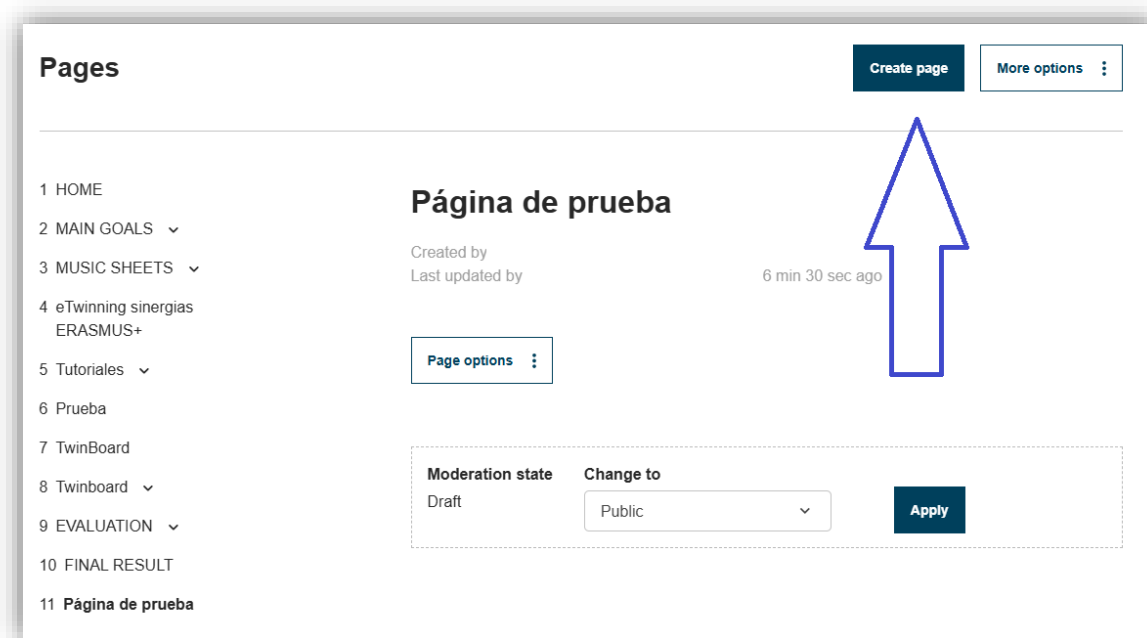 Pages
Create page
More options
1 HOME
2 MAIN GOALS
3 MUSIC SHEETS
4 eTwinning sinergias
ERASMUS+
5 Tutoriales
6 Prueba
7 TwinBoard
8 Twinboard
9 EVALUATION
10 FINAL RESULT
11 Página de prueba
Página de prueba
Created by
Last updated by 6 min 30 sec ago
Page options
Moderation state Change to
Draft Public Apply